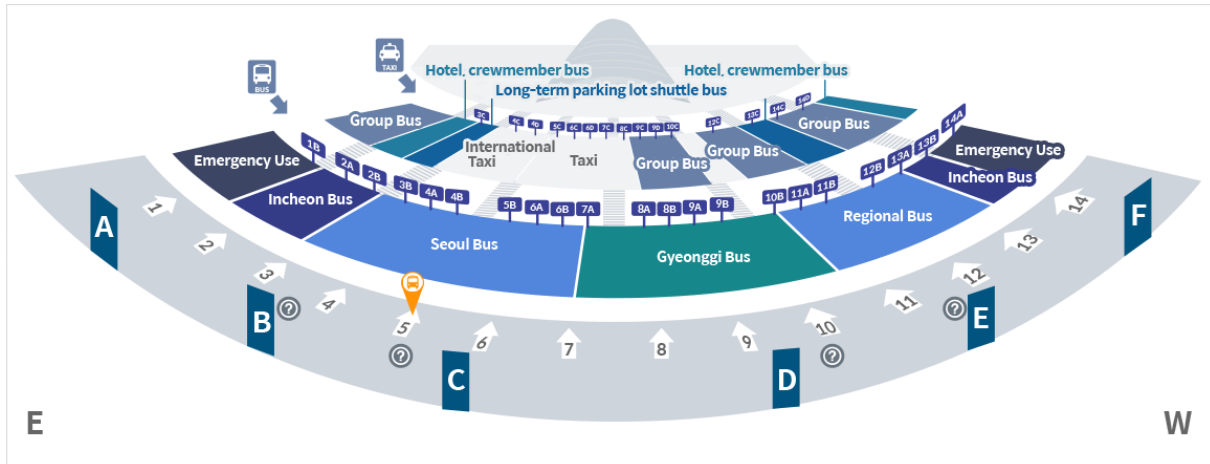 TAXI
BUS
Hotel, crewmember bus
Hotel, crewmember bus
Long-term parking lot shuttle bus
3C
4C
4D
5C
6C
6D
7C
8C
9C
9D
10C
12C
13C
14C
14D
Group Bus
International
Taxi
Taxi
Group Bus
Group Bus
Group Bus
1B
2A
2B
3B
4A
4B
5B
6A
6B
7A
8A
8B
9A
9B
10B
11A
11B
12B
13A
13B
14A
Emergency Use
Incheon Bus
Seoul Bus
Gyeonggi Bus
Regional Bus
Emergency Use
Incheon Bus
1
2
3
4
5
6
7
8
9
10
11
12
13
14
?
?
?
?
A
B
C
D
E
F
E
W